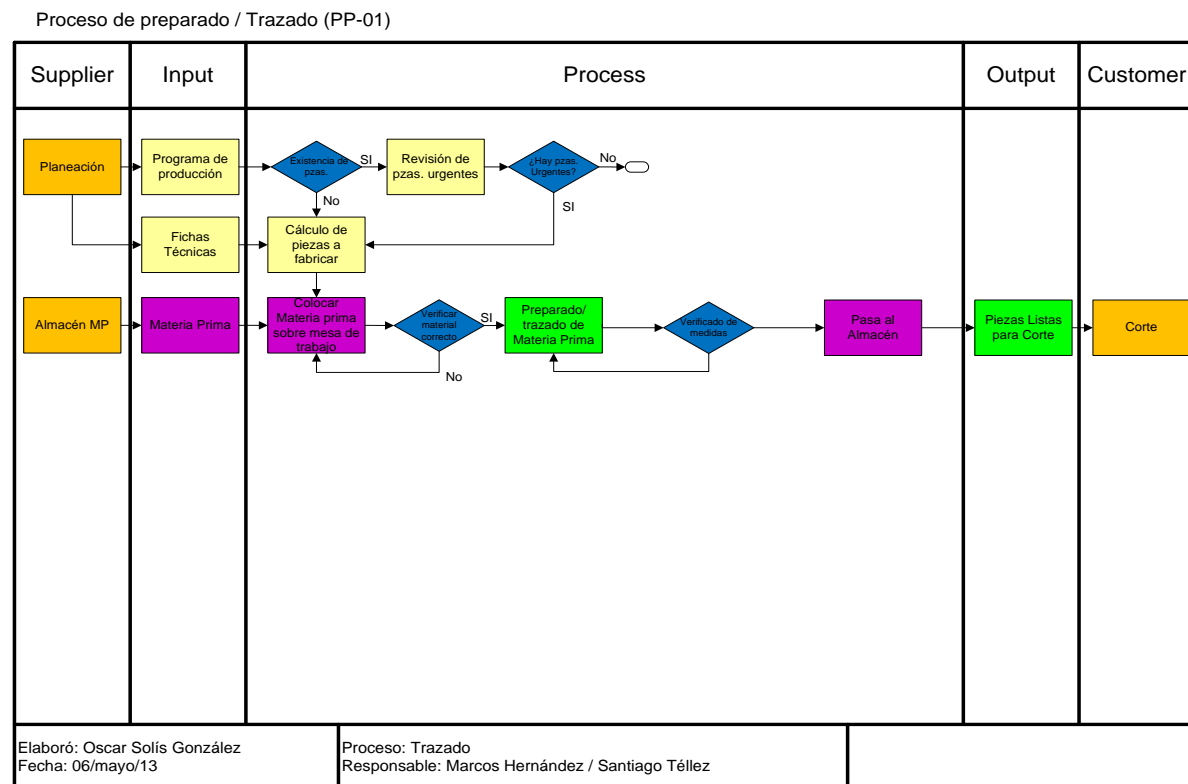 Proceso de preparado / Trazado (PP-01)
Supplier
Input
Process
Output
Customer
Planeación
Programa de
producción
Existencia de
pzas.
SI
No
Revisión de
pzas. urgentes
¿Hay pzas.
Urgentes?
No
SI
Fichas
Técnicas
Cálculo de
piezas a
fabricar
Almacén MP
Materia Prima
Colocar
Materia prima
sobre mesa de
trabajo
Verificar
material
correcto
SI
No
Preparado/
trazado de
Materia Prima
Verificado de
medidas
Pasa al
Almacén
Piezas Listas
para Corte
Corte
Elaboró: Oscar Solís González
Fecha: 06/mayo/13
Proceso: Trazado
Responsable: Marcos Hernández / Santiago Téllez